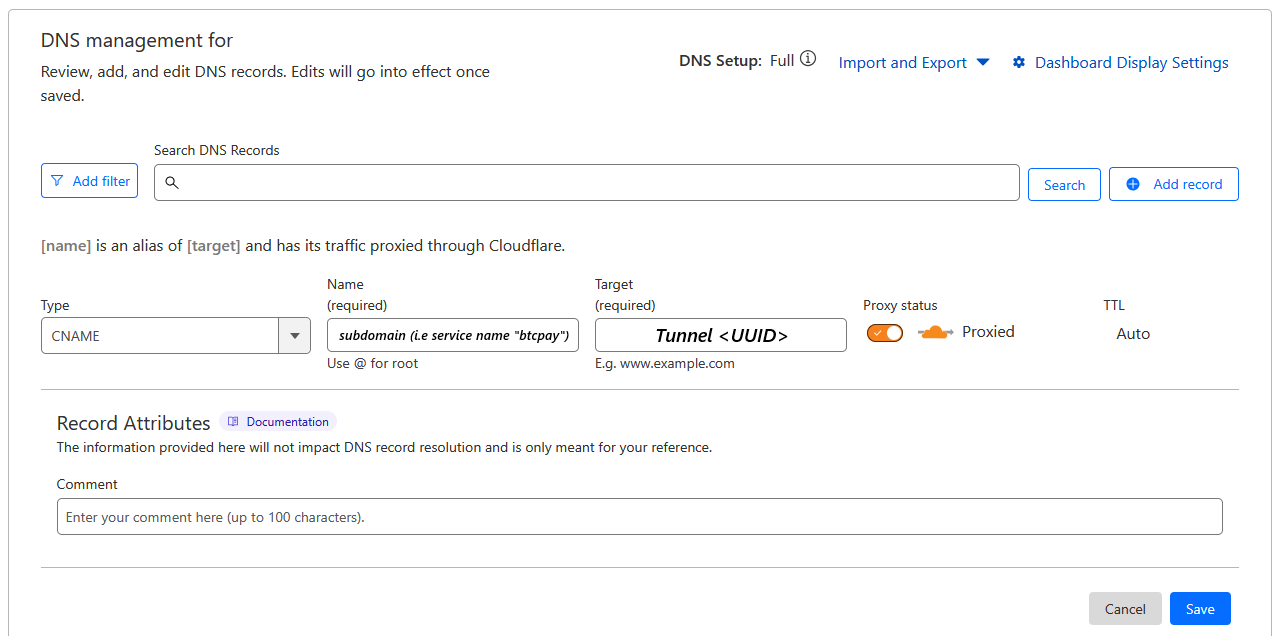 DNS management for
Review, add, and edit DNS records. Edits will go into effect once
saved.
DNS Setup: Full
Import and Export
Dashboard Display Settings
Search DNS Records
Add filter
Search
Add record
[name] is an alias of [target] and has its traffic proxied through Cloudflare.
Type
CNAME
Name
(required)
subdomain (i.e service name "btcpay")
Use @ for root
Target
(required)
Tunnel <UUID>
E.g. www.example.com
Proxy status
Proxied
TTL
Auto
Record Attributes
Documentation
The information provided here will not impact DNS record resolution and is only meant for your reference.
Comment
Enter your comment here (up to 100 characters).
Cancel
Save